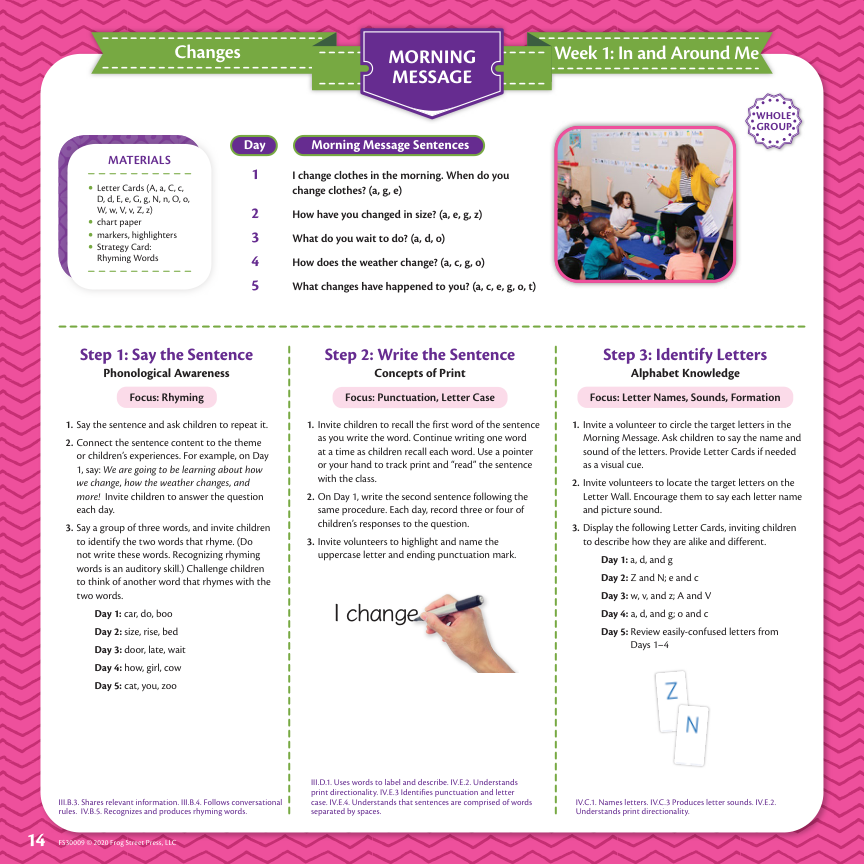 Changes
MORNING
MESSAGE
Week 1: In and Around Me
WHOLE
GROUP
MATERIALS
• Letter Cards (A, a, C, c,
D, d, E, e, G, g, N, n, O, o,
W, w, V, v, Z, z)
• chart paper
• markers, highlighters
• Strategy Card:
Rhyming Words
Day Morning Message Sentences
1 I change clothes in the morning. When do you
change clothes? (a, g, e)
2 How have you changed in size? (a, e, g, z)
3 What do you wait to do? (a, d, o)
4 How does the weather change? (a, c, g, o)
5 What changes have happened to you? (a, c, e, g, o, t)
Step 1: Say the Sentence
Phonological Awareness
Focus: Rhyming
1. Say the sentence and ask children to repeat it.
2. Connect the sentence content to the theme
or children's experiences. For example, on Day
1, say: We are going to be learning about how
we change, how the weather changes, and
more! Invite children to answer the question
each day.
3. Say a group of three words, and invite children
to identify the two words that rhyme. (Do
not write these words. Recognizing rhyming
words is an auditory skill.) Challenge children
to think of another word that rhymes with the
two words.
Day 1: car, do, boo
Day 2: size, rise, bed
Day 3: door, late, wait
Day 4: how, girl, cow
Day 5: cat, you, zoo
III.B.3. Shares relevant information. III.B.4. Follows conversational
rules. IV.B.5. Recognizes and produces rhyming words.
Step 2: Write the Sentence
Concepts of Print
Focus: Punctuation, Letter Case
1. Invite children to recall the first word of the sentence
as you write the word. Continue writing one word
at a time as children recall each word. Use a pointer
or your hand to track print and "read" the sentence
with the class.
2. On Day 1, write the second sentence following the
same procedure. Each day, record three or four of
children's responses to the question.
3. Invite volunteers to highlight and name the
uppercase letter and ending punctuation mark.
I change
III.D.1. Uses words to label and describe. IV.E.2. Understands
print directionality. IV.E.3 Identifies punctuation and letter
case. IV.E.4. Understands that sentences are comprised of words
separated by spaces.
Step 3: Identify Letters
Alphabet Knowledge
Focus: Letter Names, Sounds, Formation
1. Invite a volunteer to circle the target letters in the
Morning Message. Ask children to say the name and
sound of the letters. Provide Letter Cards if needed
as a visual cue.
2. Invite volunteers to locate the target letters on the
Letter Wall. Encourage them to say each letter name
and picture sound.
3. Display the following Letter Cards, inviting children
to describe how they are alike and different.
Day 1: a, d, and g
Day 2: Z and N; e and c
Day 3: w, v, and z; A and V
Day 4: a, d, and g; o and c
Day 5: Review easily-confused letters from
Days 1–4
Z
N
IV.C.1. Names letters. IV.C.3 Produces letter sounds. IV.E.2.
Understands print directionality.
14 FS30009 © 2020 Frog Street Press, LLC